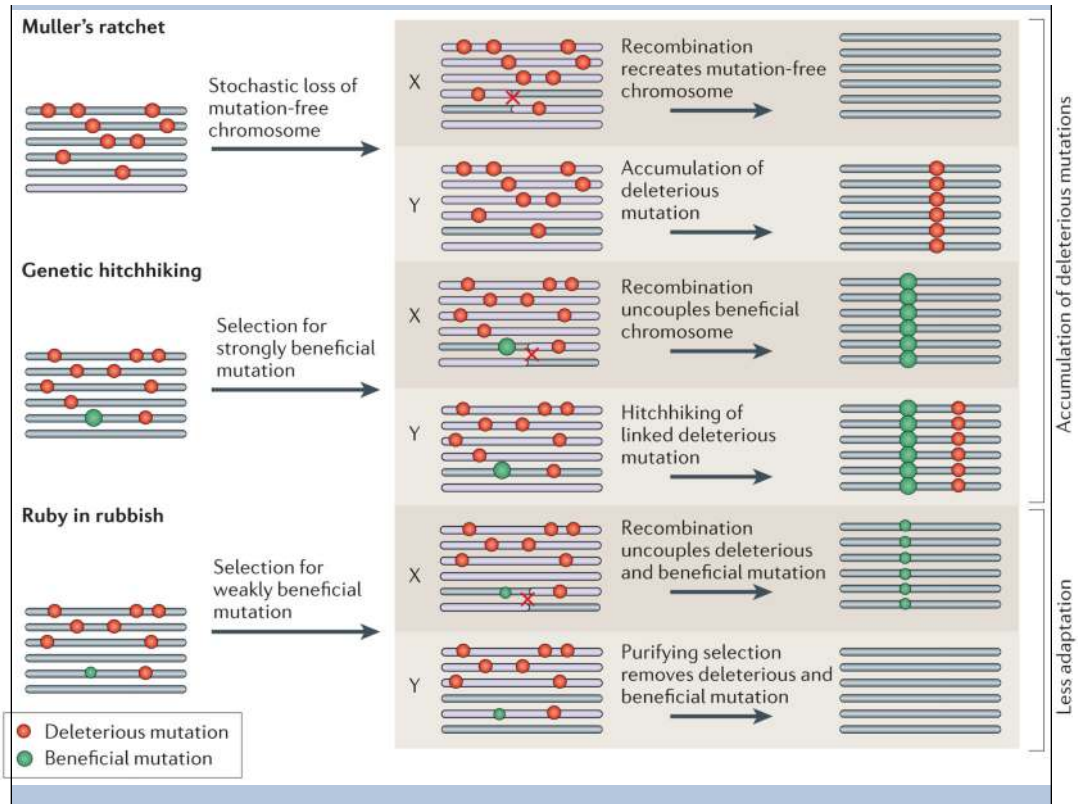 Muller's ratchet
Stochastic loss of
mutation-free
chromosome
X
Recombination
recreates mutation-free
chromosome
Y
Accumulation of
deleterious
mutation
Genetic hitchhiking
Selection for
strongly beneficial
mutation
X
Recombination
uncouples beneficial
chromosome
Y
Hitchhiking of
linked deleterious
mutation
Accumulation of deleterious mutations
Ruby in rubbish
Selection for
weakly beneficial
mutation
X
Recombination
uncouples deleterious
and beneficial mutation
Y
Purifying selection
removes deleterious and
beneficial mutation
Less adaptation
Deleterious mutation
Beneficial mutation